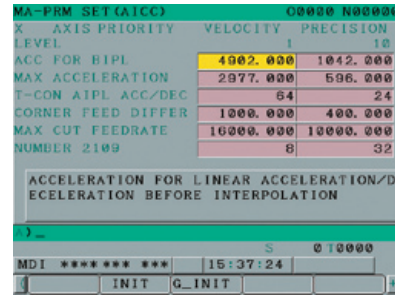 MA-PRM SET(AICC) O0000 N0000
X AXIS PRIORITY VELOCITY PRECISION
LEVEL 1 10
ACC FOR BIPL 4902.000 1042.000
MAX ACCELERATION 2977.000 596.000
T-CON AIPL ACC/DEC 64 24
CORNER FEED DIFFER 1000.000 400.000
MAX CUT FEEDRATE 16000.000 10000.000
NUMBER 2109 8 32
ACCELERATION FOR LINEAR ACCELERATION/D
ECELERATION BEFORE INTERPOLATION
A)_
S 0 T0000
MDI **** *** *** 15:37:24
INIT G_INIT